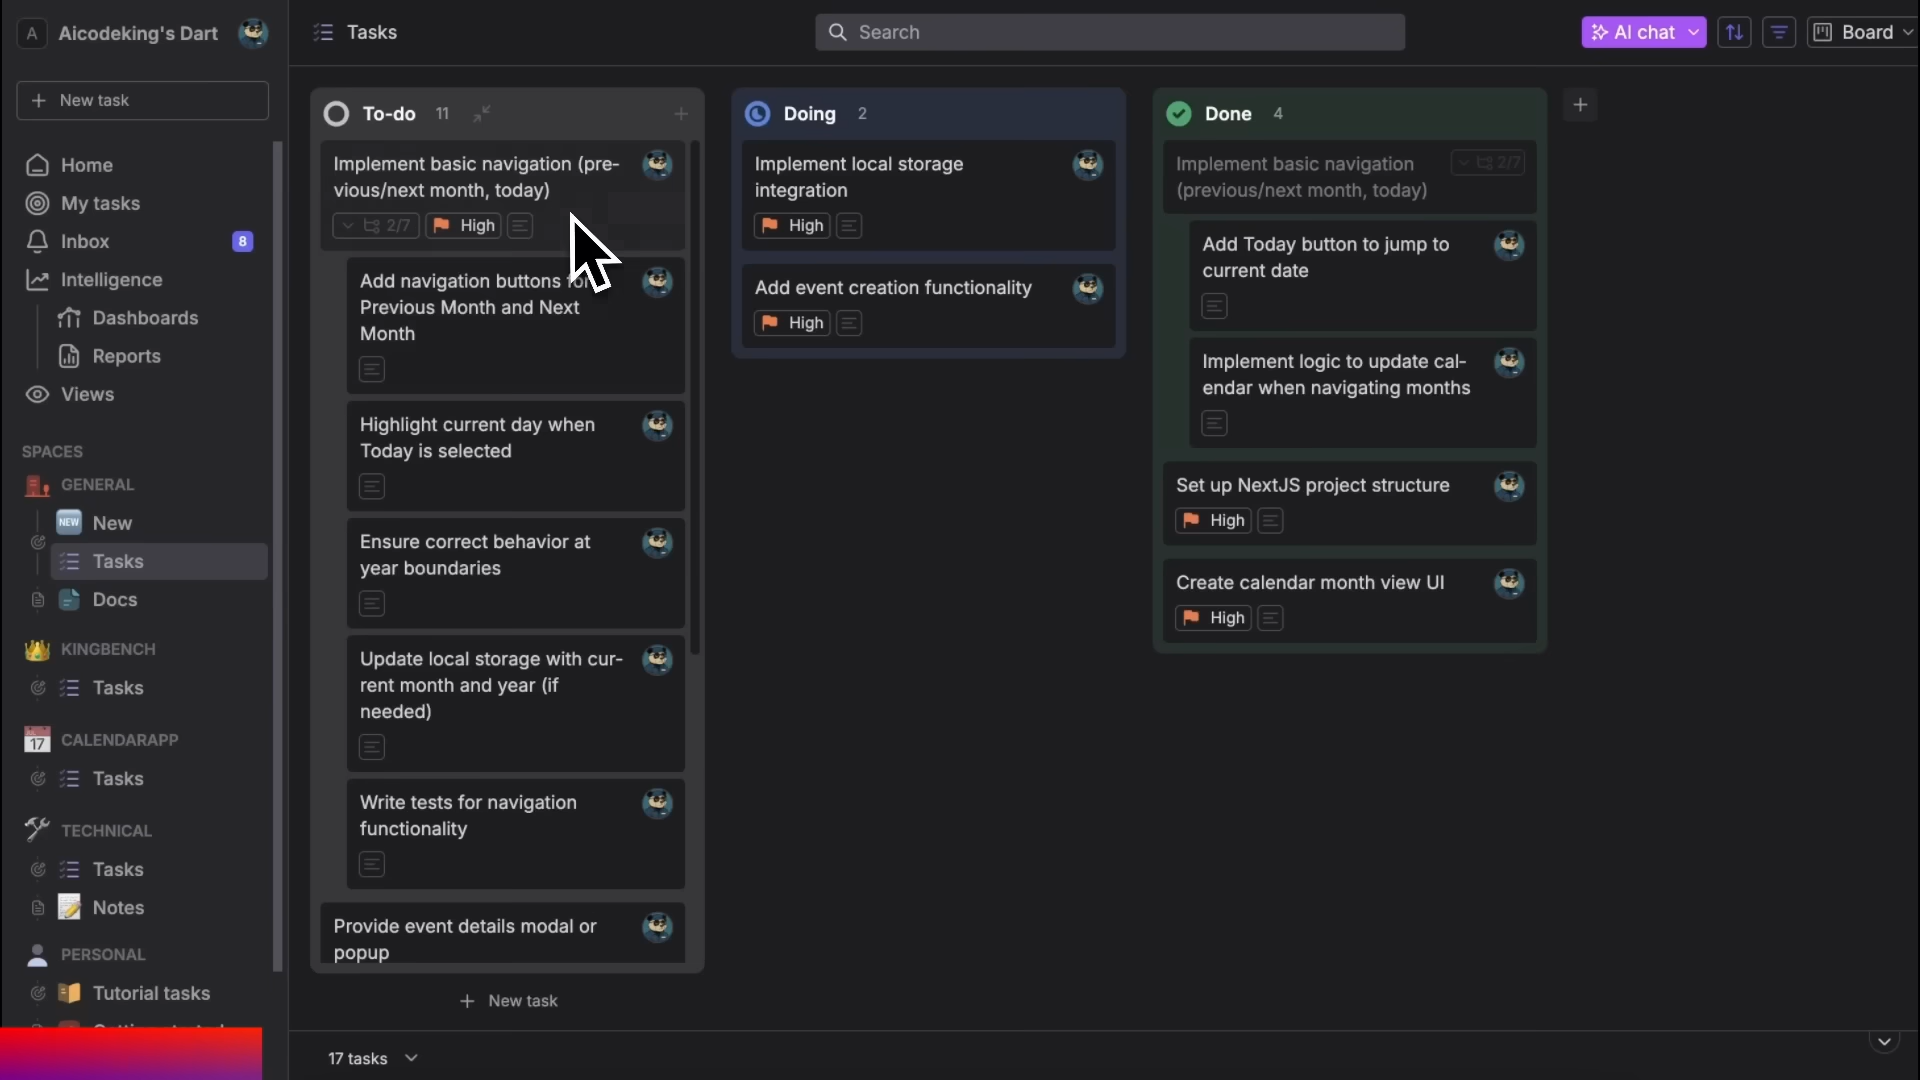 A
Aicodeking's Dart
Tasks
Search
AI chat
Board
New task
Home
My tasks
Inbox
8
Intelligence
Dashboards
Reports
Views
SPACES
GENERAL
NEW
New
Tasks
Docs
KINGBENCH
Tasks
17
CALENDARAPP
Tasks
TECHNICAL
Tasks
Notes
PERSONAL
Tutorial tasks
To-do
11
Implement basic navigation (pre-
vious/next month, today)
2/7
High
Add navigation buttons for
Previous Month and Next
Month
Highlight current day when
Today is selected
Ensure correct behavior at
year boundaries
Update local storage with cur-
rent month and year (if
needed)
Write tests for navigation
functionality
Provide event details modal or
popup
New task
Doing
2
Implement local storage
integration
High
Add event creation functionality
High
Done
4
Implement basic navigation
2/7
(previous/next month, today)
Add Today button to jump to
current date
Implement logic to update cal-
endar when navigating months
Set up NextJS project structure
High
Create calendar month view UI
High
17 tasks